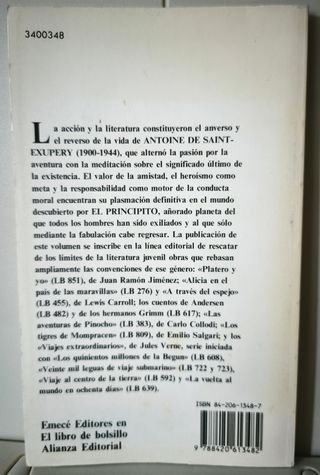 3400348
La acción y la literatura constituyeron el anverso y
el reverso de la vida de ANTOINE DE SAINT-
EXUPERY (1900-1944), que alternó la pasión por la
aventura con la meditación sobre el significado último de
la existencia. El valor de la amistad, el heroísmo como
meta y la responsabilidad como motor de la conducta
moral encuentran su plasmación definitiva en el mundo
descubierto por EL PRINCIPITO, añorado planeta del
que todos los hombres han sido exiliados y al que sólo
mediante la fabulación cabe regresar. La publicación de
este volumen se inscribe en la línea editorial de rescatar
de los límites de la literatura juvenil obras que rebasan
ampliamente las convenciones de ese género: «Platero y
yo» (LB 851), de Juan Ramón Jiménez; «Alicia en el
país de las maravillas» (LB 276) y «A través del espejo»
(LB 455), de Lewis Carroll; los cuentos de Andersen
(LB 482) y de los hermanos Grimm (LB 617); «Las
aventuras de Pinocho» (LB 383), de Carlo Collodi; «Los
tigres de Mompracem» (LB 809), de Emilio Salgari; y los
«Viajes extraordinarios», de Jules Verne, serie iniciada
con «Los quinientos millones de la Begun» (LB 608),
«Veinte mil leguas de viaje submarino» (LB 722 y 723),
«Viaje al centro de la tierra» (LB 592) y «La vuelta al
mundo en ochenta días» (LB 639).
ISBN 84-206-1348-7
9 788420 613482
Emecé Editores en
El libro de bolsillo
Alianza Editorial